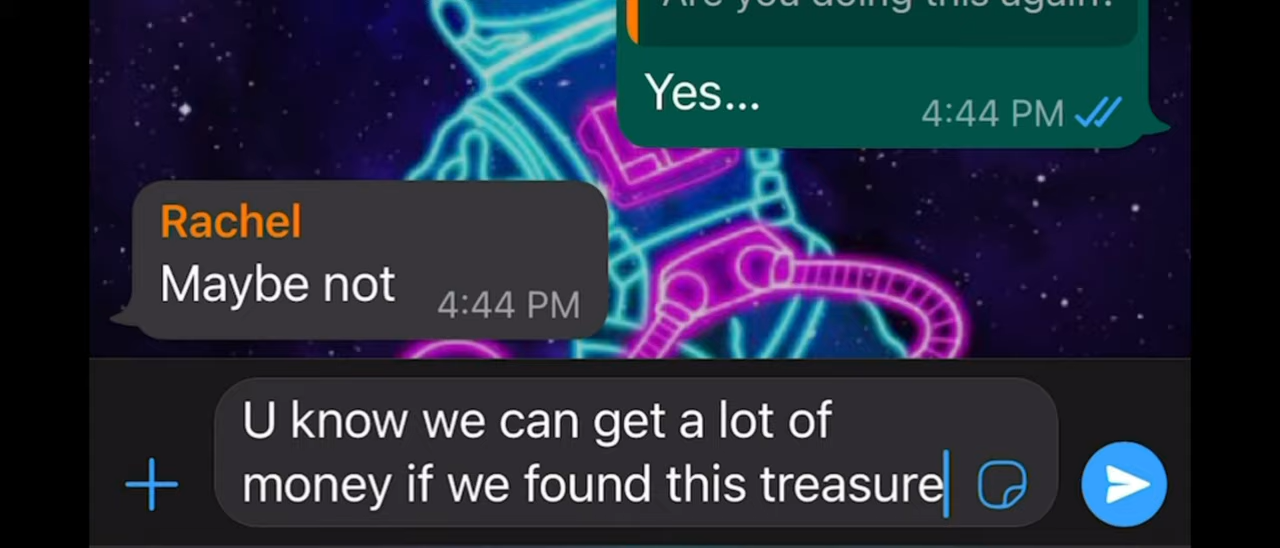 Are you doing this again?
Yes...
4:44 PM
Rachel
Maybe not
4:44 PM
U know we can get a lot of
money if we found this treasure